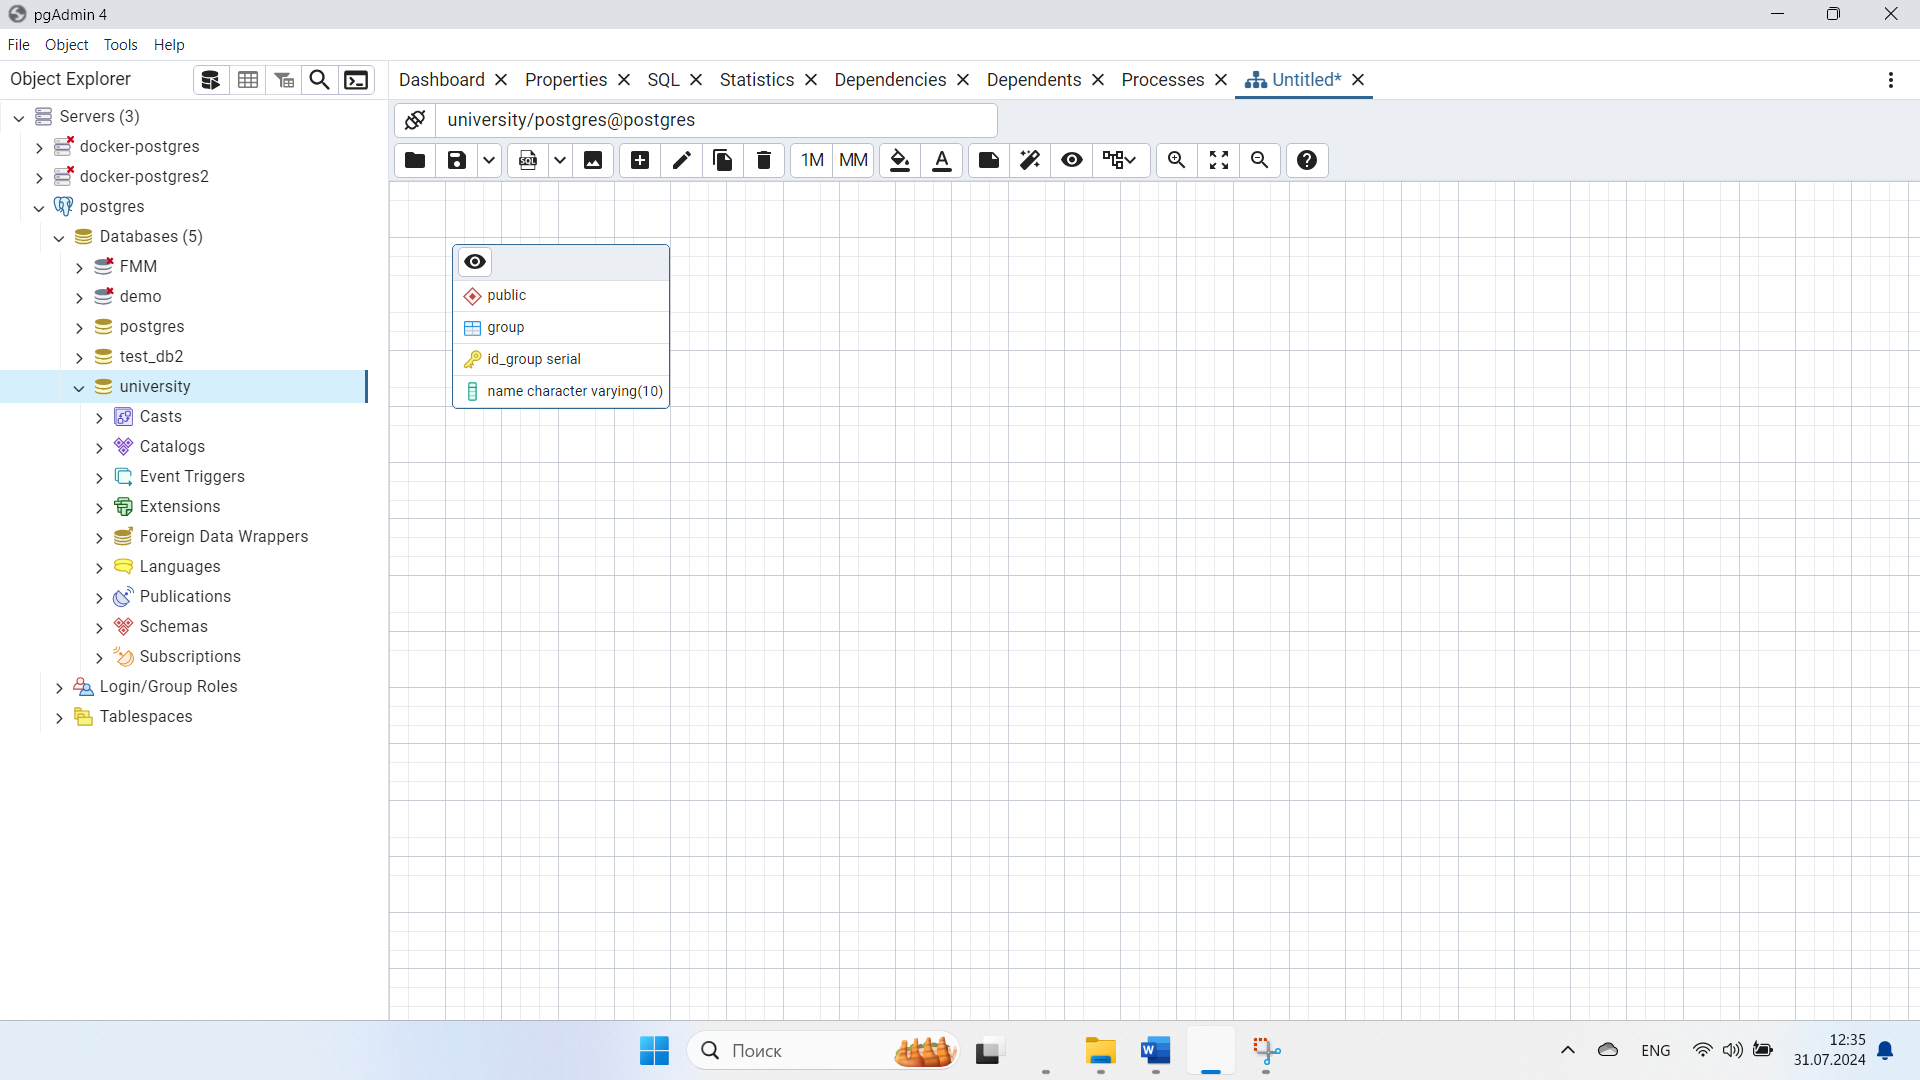 pgAdmin 4
File Object Tools Help
Object Explorer
Dashboard Properties SQL Statistics Dependencies Dependents Processes Untitled*
university/postgres@postgres
SQL 1M MM A
Servers (3)
docker-postgres
docker-postgres2
postgres
Databases (5)
FMM
demo
postgres
test_db2
university
Casts
Catalogs
Event Triggers
Extensions
Foreign Data Wrappers
Languages
Publications
Schemas
Subscriptions
Login/Group Roles
Tablespaces
public
group
id_group serial
name character varying(10)
Поиск
W
ENG
12:35
31.07.2024